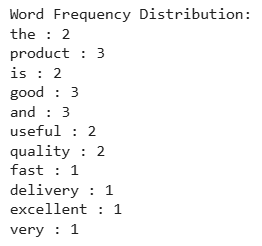 Word Frequency Distribution:
the : 2
product : 3
is : 2
good : 3
and : 3
useful : 2
quality : 2
fast : 1
delivery : 1
excellent : 1
very : 1